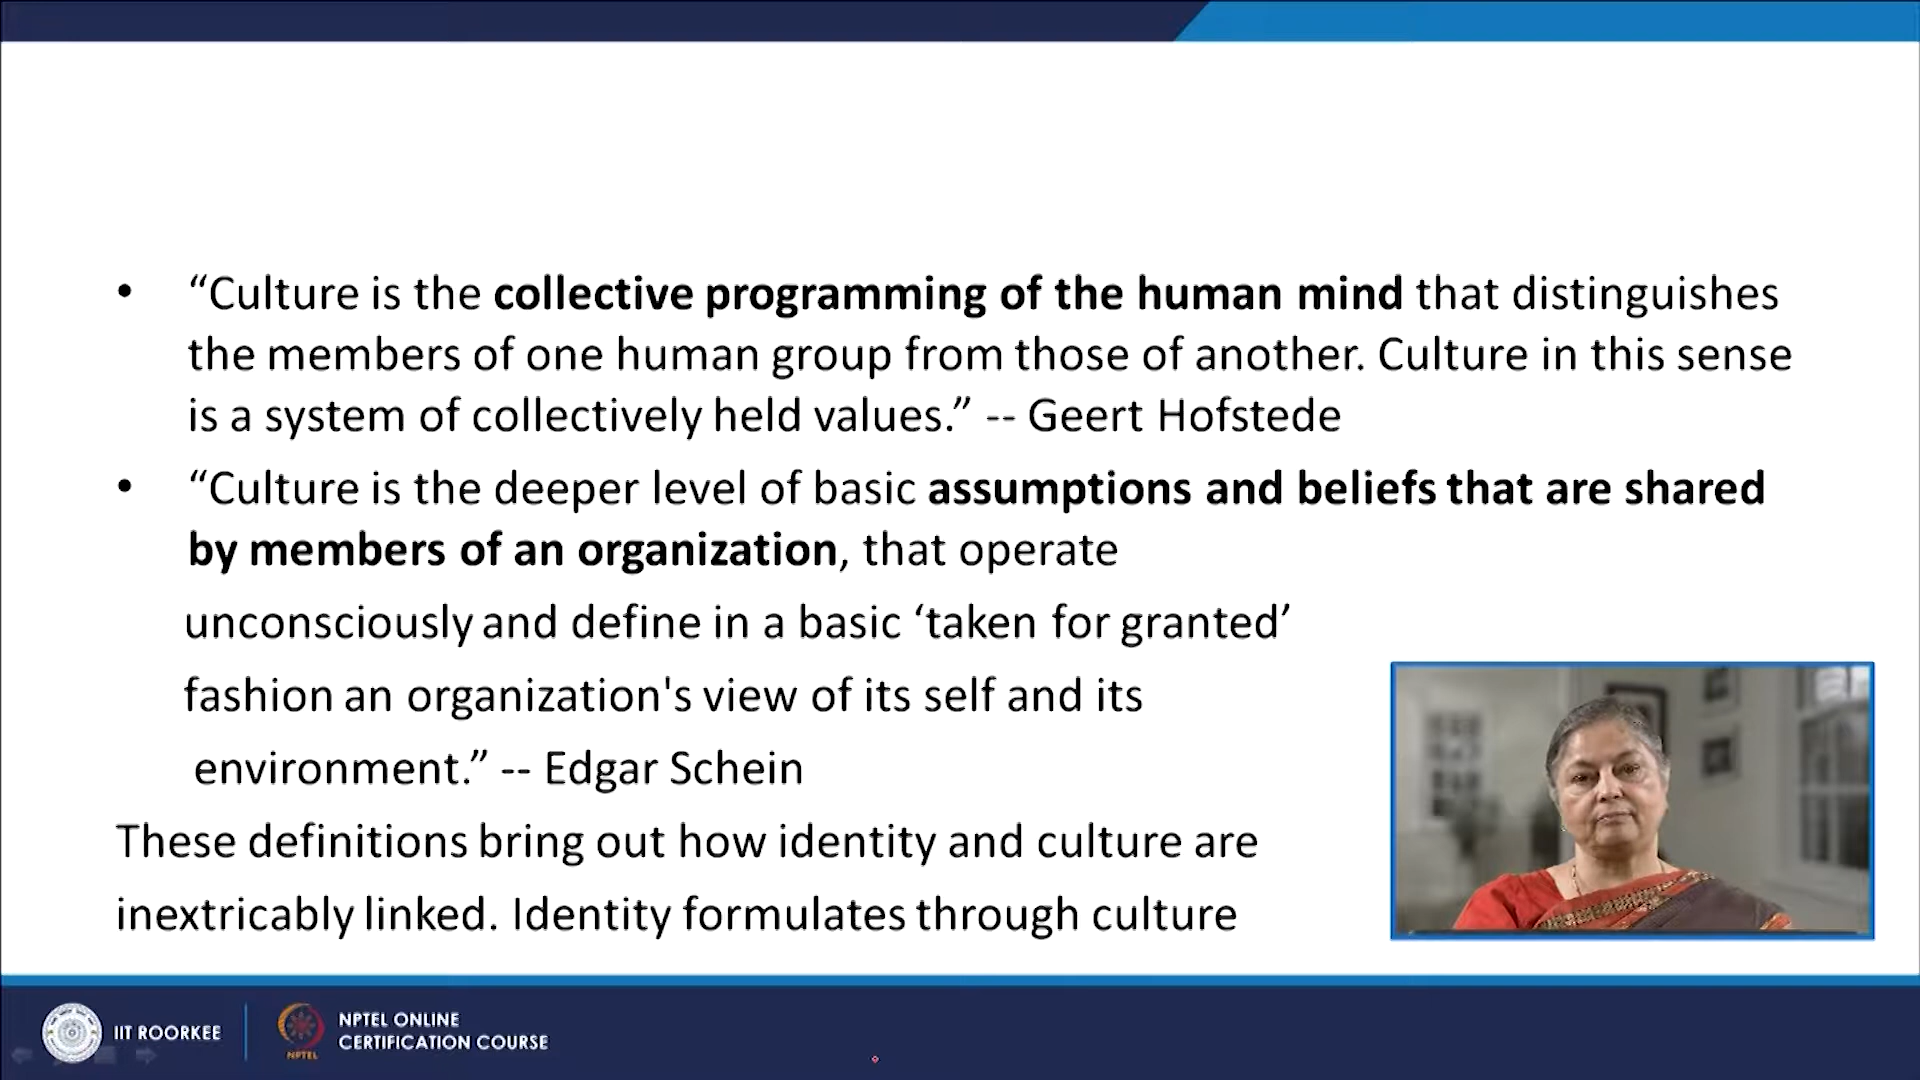 • “Culture is the collective programming of the human mind that distinguishes
the members of one human group from those of another. Culture in this sense
is a system of collectively held values.” -- Geert Hofstede
• “Culture is the deeper level of basic assumptions and beliefs that are shared
by members of an organization, that operate
unconsciously and define in a basic ‘taken for granted’
fashion an organization's view of its self and its
environment.” -- Edgar Schein
These definitions bring out how identity and culture are
inextricably linked. Identity formulates through culture
IIT ROORKEE
NPTEL
NPTEL ONLINE
CERTIFICATION COURSE